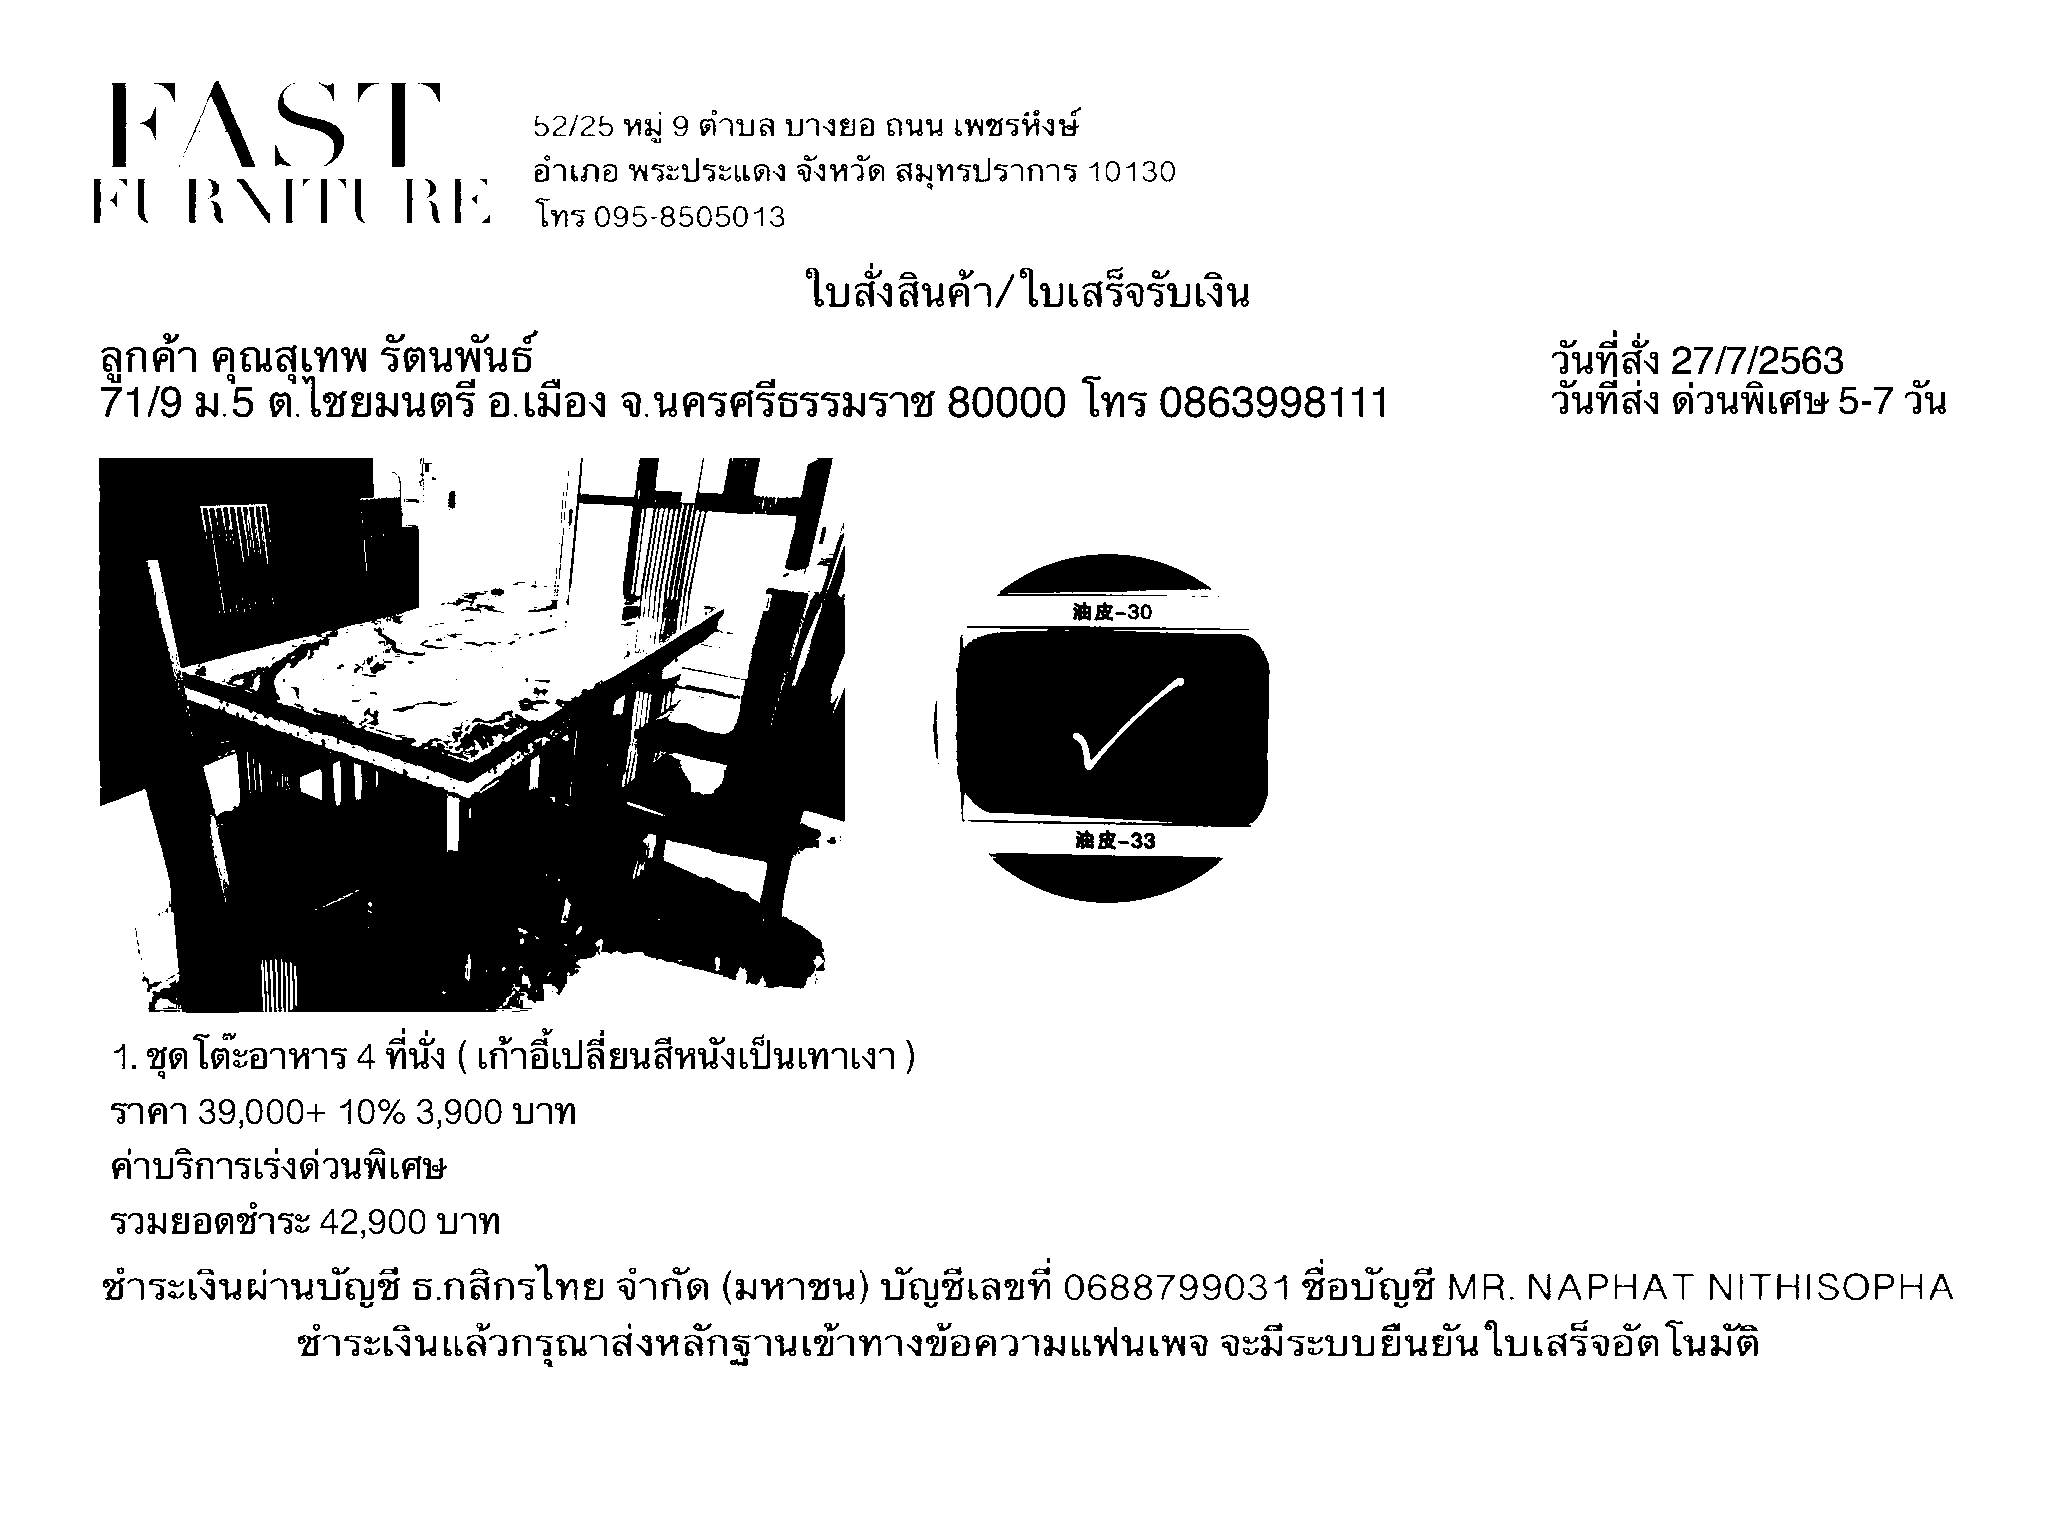 FAST
FURNITURE
52/25 หมู่ 9 ตำบล บางยอ ถนน เพชรหึงษ์
อำเภอ พระประแดง จังหวัด สมุทรปราการ 10130
โทร 095-8505013
ใบสั่งสินค้า/ใบเสร็จรับเงิน
ลูกค้า คุณสุเทพ รัตนพันธ์
71/9 ม.5 ต.ไชยมนตรี อ.เมือง จ.นครศรีธรรมราช 80000 โทร 0863998111
วันที่สั่ง 27/7/2563
วันที่ส่ง ด่วนพิเศษ 5-7 วัน
油皮-30
油皮-33
1. ชุดโต๊ะอาหาร 4 ที่นั่ง ( เก้าอี้เปลี่ยนสีหนังเป็นเทาเงา )
ราคา 39,000+ 10% 3,900 บาท
ค่าบริการเร่งด่วนพิเศษ
รวมยอดชำระ 42,900 บาท
ชำระเงินผ่านบัญชี ธ.กสิกรไทย จำกัด (มหาชน) บัญชีเลขที่ 0688799031 ชื่อบัญชี MR. NAPHAT NITHISOPHA
ชำระเงินแล้วกรุณาส่งหลักฐานเข้าทางข้อความแฟนเพจ จะมีระบบยืนยันใบเสร็จอัตโนมัติ